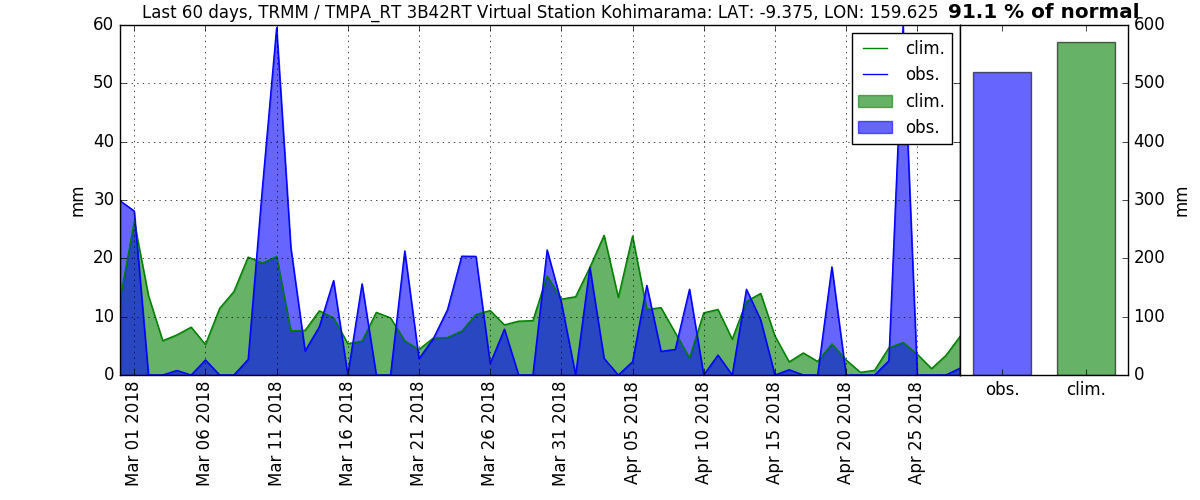 Last 60 days, TRMM / TMPA_RT 3B42RT Virtual Station Kohimarama: LAT: -9.375, LON: 159.625
91.1 % of normal
60
50
40
30
20
10
0
mm
clim.
obs.
clim.
obs.
Mar 01 2018
Mar 06 2018
Mar 11 2018
Mar 16 2018
Mar 21 2018
Mar 26 2018
Mar 31 2018
Apr 05 2018
Apr 10 2018
Apr 15 2018
Apr 20 2018
Apr 25 2018
600
500
400
300
200
100
0
mm
obs.
clim.